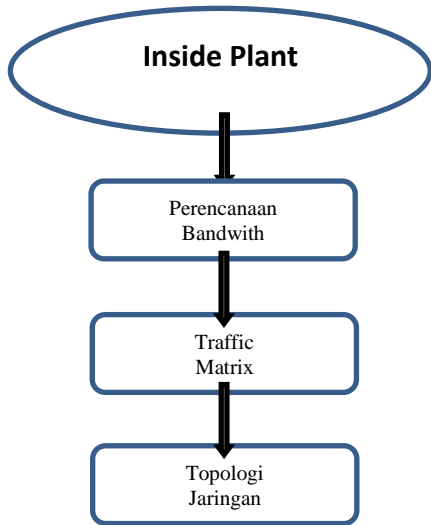 Inside Plant
Perencanaan
Bandwith
Traffic
Matrix
Topologi
Jaringan